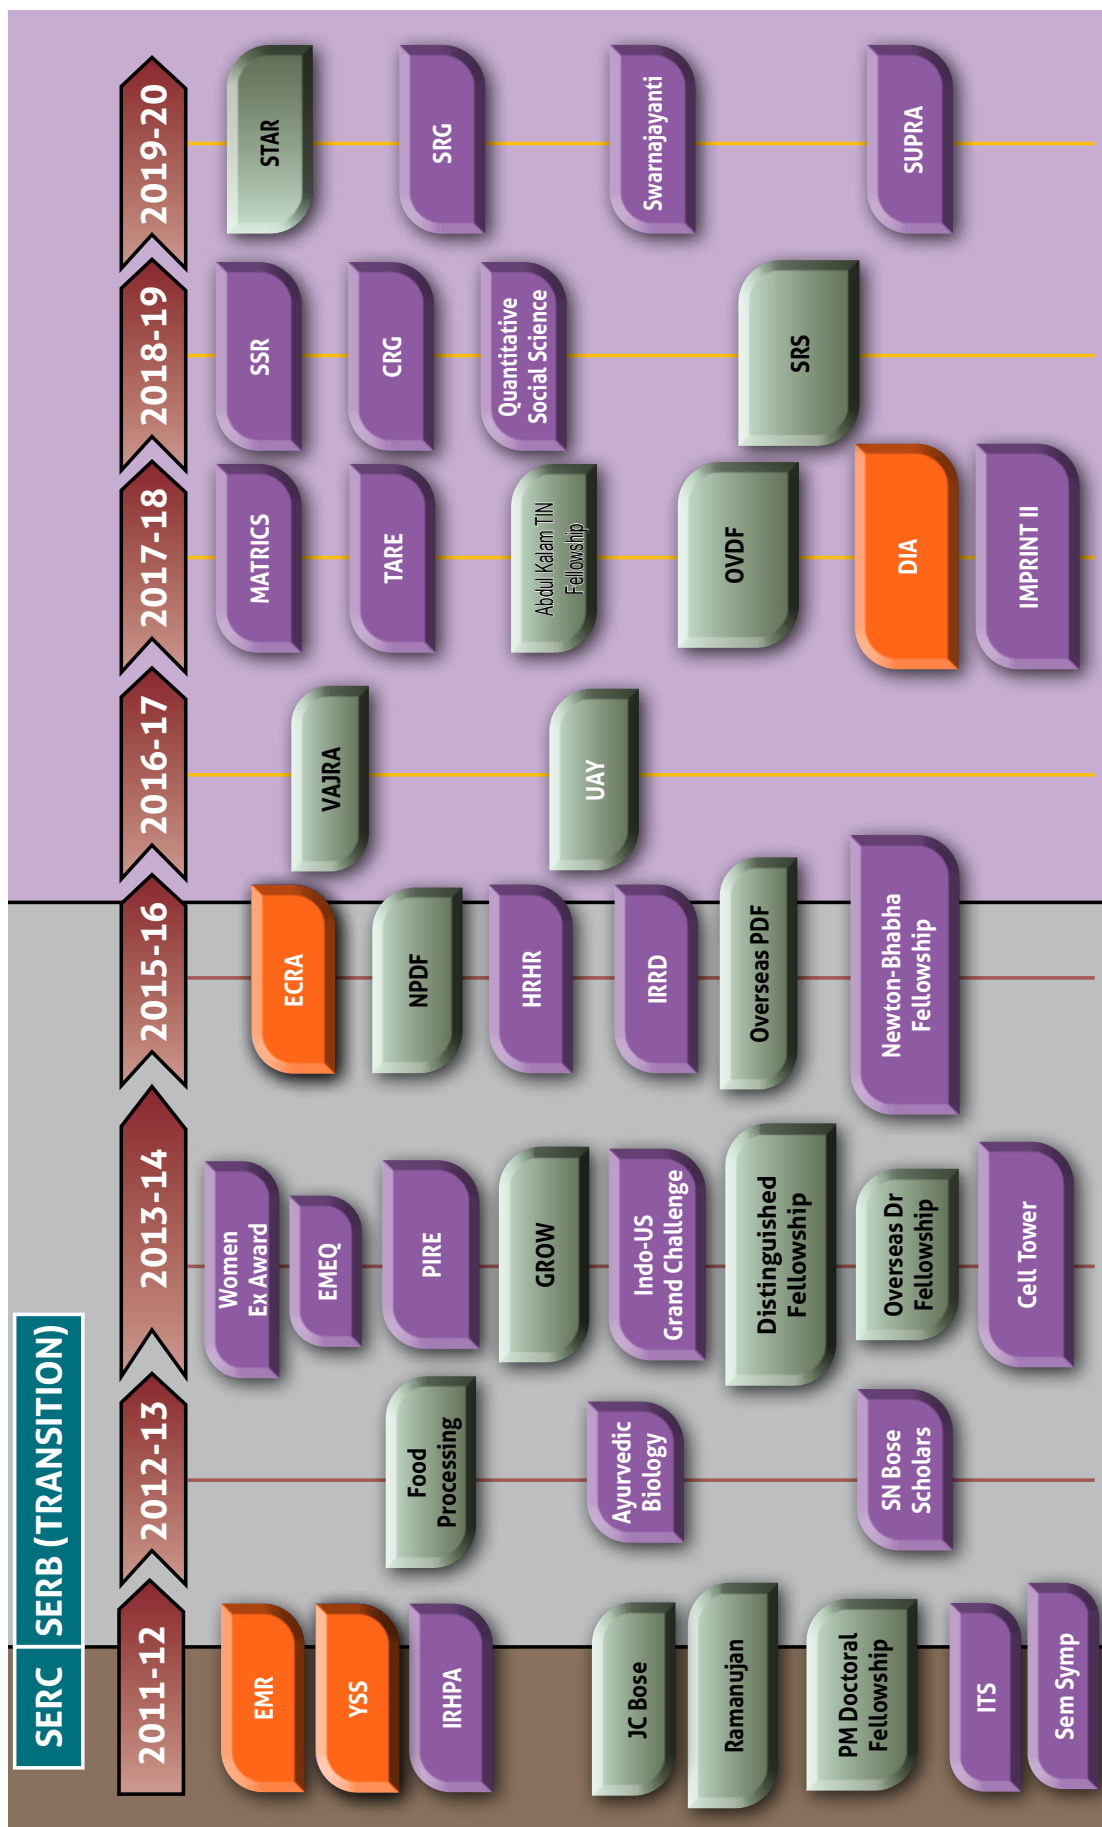 SERC
SERB (TRANSITION)
2011-12
2012-13
2013-14
2015-16
2016-17
2017-18
2018-19
2019-20
EMR
YSS
IRHPA
JC Bose
Ramanujan
PM Doctoral
Fellowship
ITS
Sem Symp
Food
Processing
Ayurvedic
Biology
SN Bose
Scholars
Women
Ex Award
EMEQ
PIRE
GROW
Indo-US
Grand Challenge
Distinguished
Fellowship
Overseas Dr
Fellowship
Cell Tower
ECRA
NPDF
HRHR
IRRD
Overseas PDF
Newton-Bhabha
Fellowship
VAJRA
UAY
MATRICS
TARE
Abdul Kalam TIN
Fellowship
OVDF
DIA
IMPRINT II
SSR
CRG
Quantitative
Social Science
SRS
STAR
SRG
Swarnajayanti
SUPRA